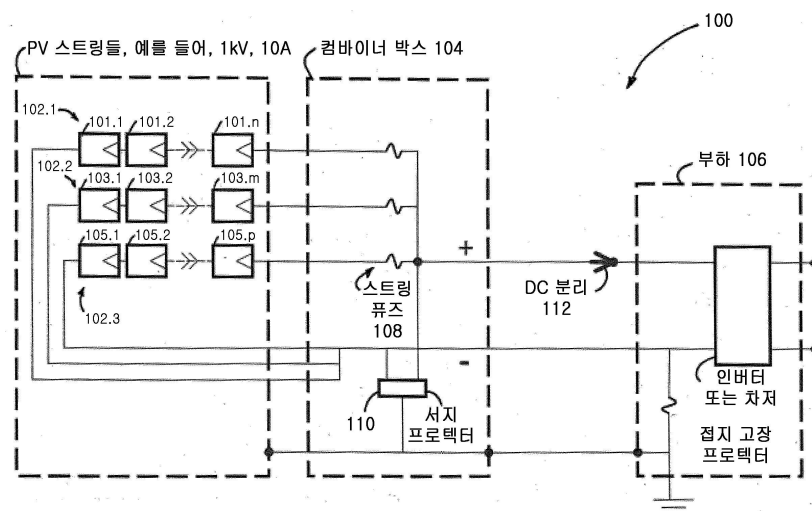 100
PV 스트링들, 예를 들어, 1kV, 10A
컴바이너 박스 104
102.1
101.1
101.2
101.n
부하 106
102.2
103.1
103.2
103.m
105.1
105.2
105.p
+
102.3
스트링
퓨즈
108
DC 분리
112
-
110
서지
프로텍터
인버터
또는 차저
접지 고장
프로텍터